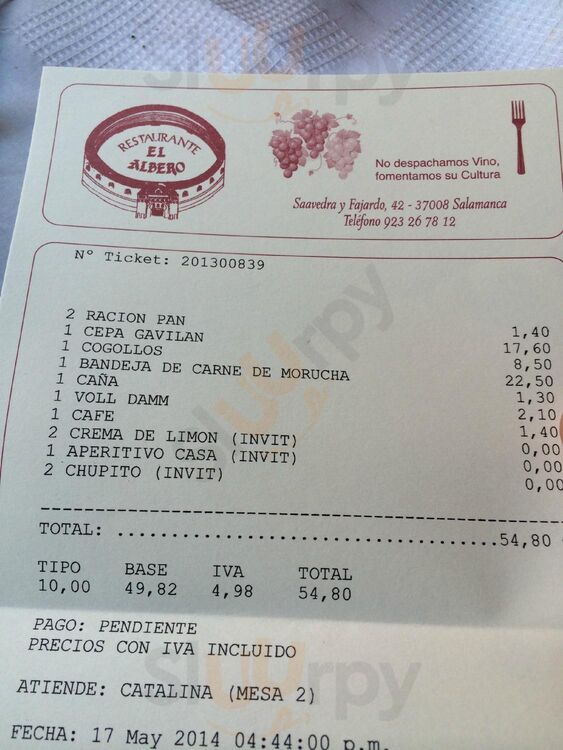 RESTAURANTE
EL
ALBERO
No despachamos Vino,
fomentamos su Cultura
Saavedra y Fajardo, 42 - 37008 Salamanca
Teléfono 923 26 78 12
Nº Ticket: 201300839
2 RACION PAN 1,40
1 CEPA GAVILAN 17,60
1 COGOLLOS 8,50
1 BANDEJA DE CARNE DE MORUCHA 22,50
1 CAÑA 1,30
1 VOLL DAMM 2,10
1 CAFE 1,40
2 CREMA DE LIMON (INVIT) 0,00
1 APERITIVO CASA (INVIT) 0,00
2 CHUPITO (INVIT) 0,00
TOTAL: ...................................54,80
TIPO BASE IVA TOTAL
10,00 49,82 4,98 54,80
PAGO: PENDIENTE
PRECIOS CON IVA INCLUIDO
ATIENDE: CATALINA (MESA 2)
FECHA: 17 May 2014 04:44:00 p.m.
sluurpy
sluurpy
sluurpy